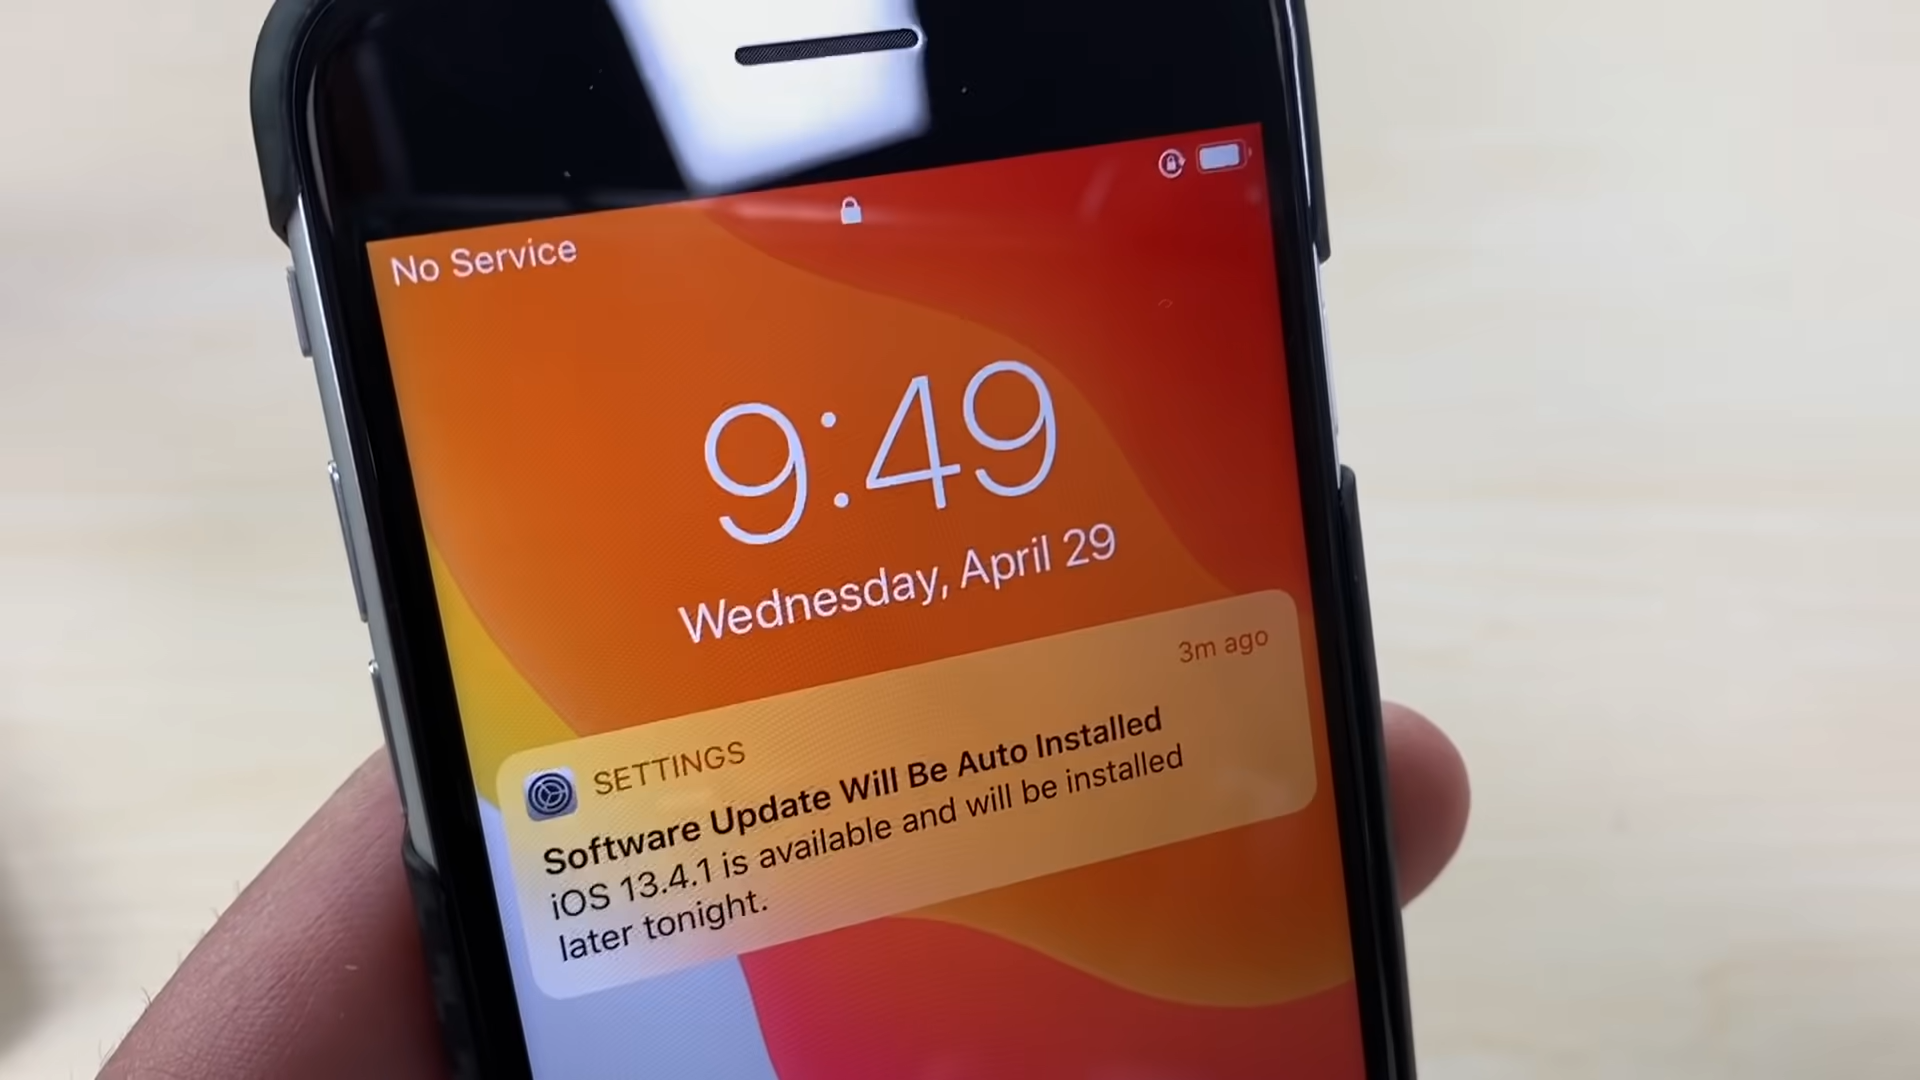 No Service
9:49
Wednesday, April 29
SETTINGS
3m ago
Software Update Will Be Auto Installed
iOS 13.4.1 is available and will be installed
later tonight.